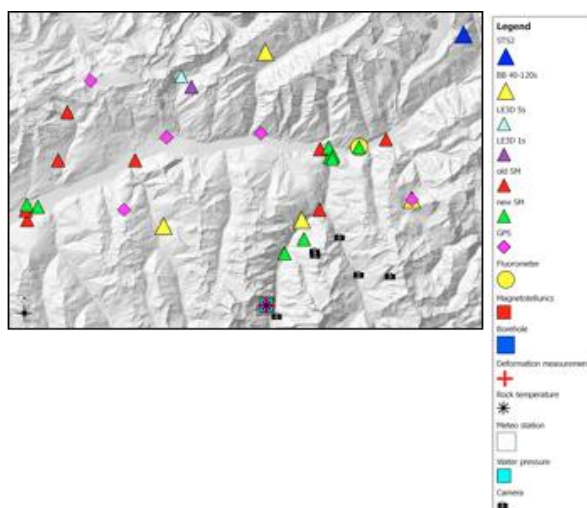 Legend
STS2
BB 40-120s
LE3D 5s
LE3D 1s
old SM
new SM
GPS
Fluorometer
Magnetotellurics
Borehole
Deformation measurement
Rock temperature
Meteo station
Water pressure
Camera